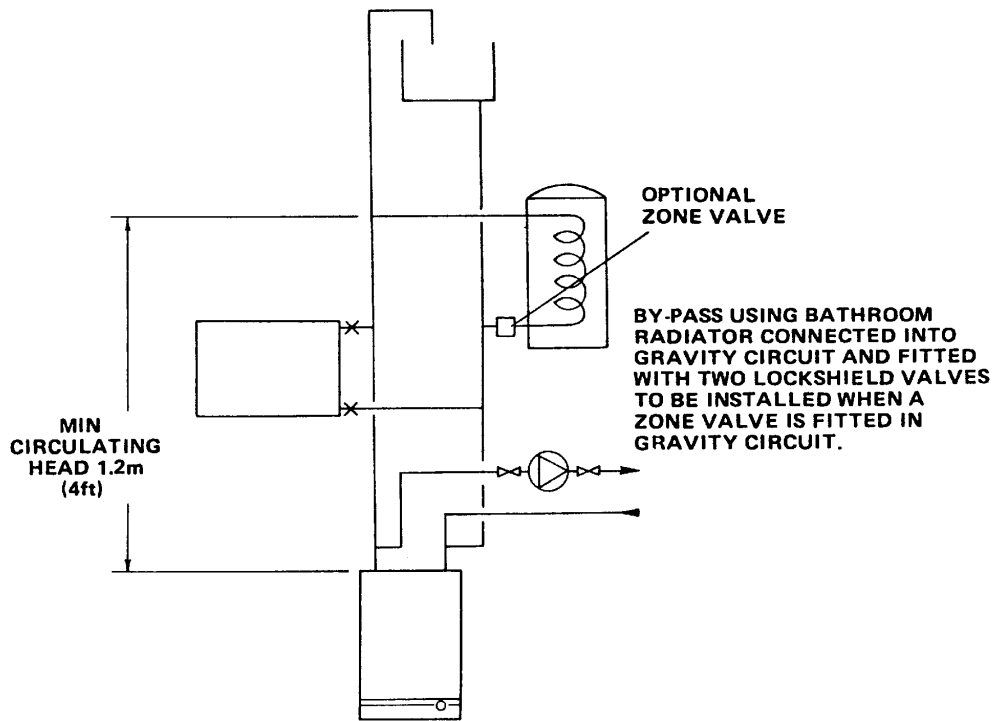 OPTIONAL
ZONE VALVE
BY-PASS USING BATHROOM
RADIATOR CONNECTED INTO
GRAVITY CIRCUIT AND FITTED
WITH TWO LOCKSHIELD VALVES
TO BE INSTALLED WHEN A
ZONE VALVE IS FITTED IN
GRAVITY CIRCUIT.
MIN
CIRCULATING
HEAD 1.2m
(4ft)